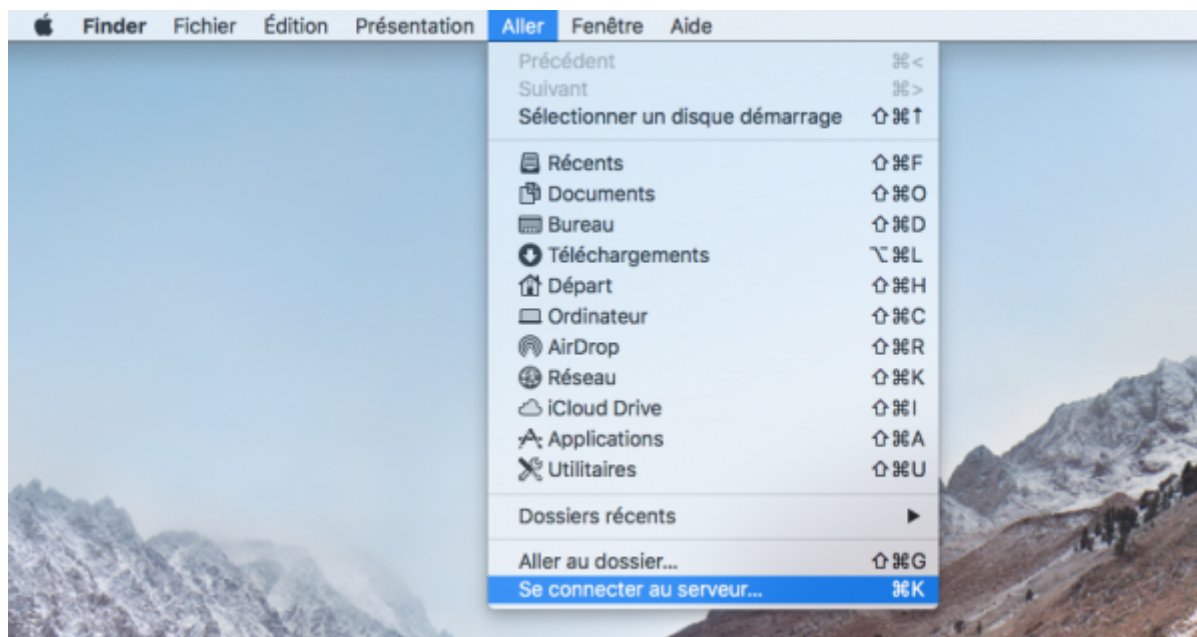 Finder Fichier Édition Présentation Aller Fenêtre Aide
Précédent ⌘<
Suivant ⌘>
Sélectionner un disque démarrage ⇧⌘↑
Récents ⇧⌘F
Documents ⇧⌘O
Bureau ⇧⌘D
Téléchargements ⌥⌘L
Départ ⇧⌘H
Ordinateur ⇧⌘C
AirDrop ⇧⌘R
Réseau ⇧⌘K
iCloud Drive ⇧⌘I
Applications ⇧⌘A
Utilitaires ⇧⌘U
Dossiers récents ▶
Aller au dossier... ⇧⌘G
Se connecter au serveur... ⌘K